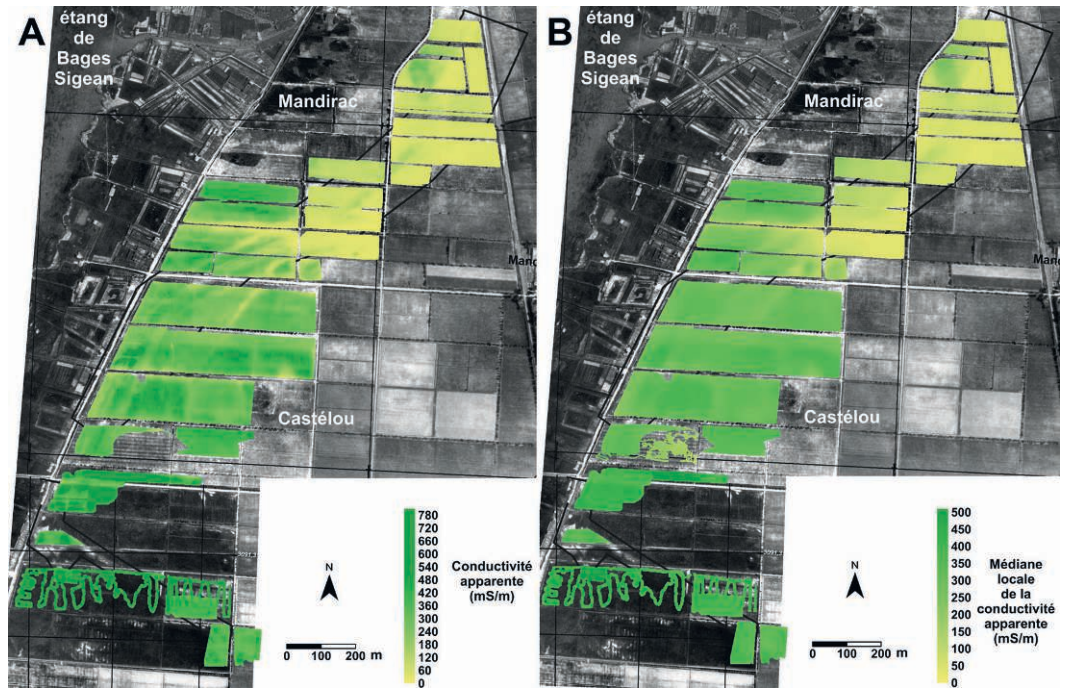 A
étang
de
Bages
Sigean
Mandirac
Castélou
780
720
660
600
540
480
420
360
300
240
180
120
60
0
Conductivité
apparente
(mS/m)
N
0 100 200 m
B
étang
de
Bages
Sigean
Mandirac
Castélou
500
450
400
350
300
250
200
150
100
50
0
Médiane
locale
de la
conductivité
apparente
(mS/m)
N
0 100 200 m